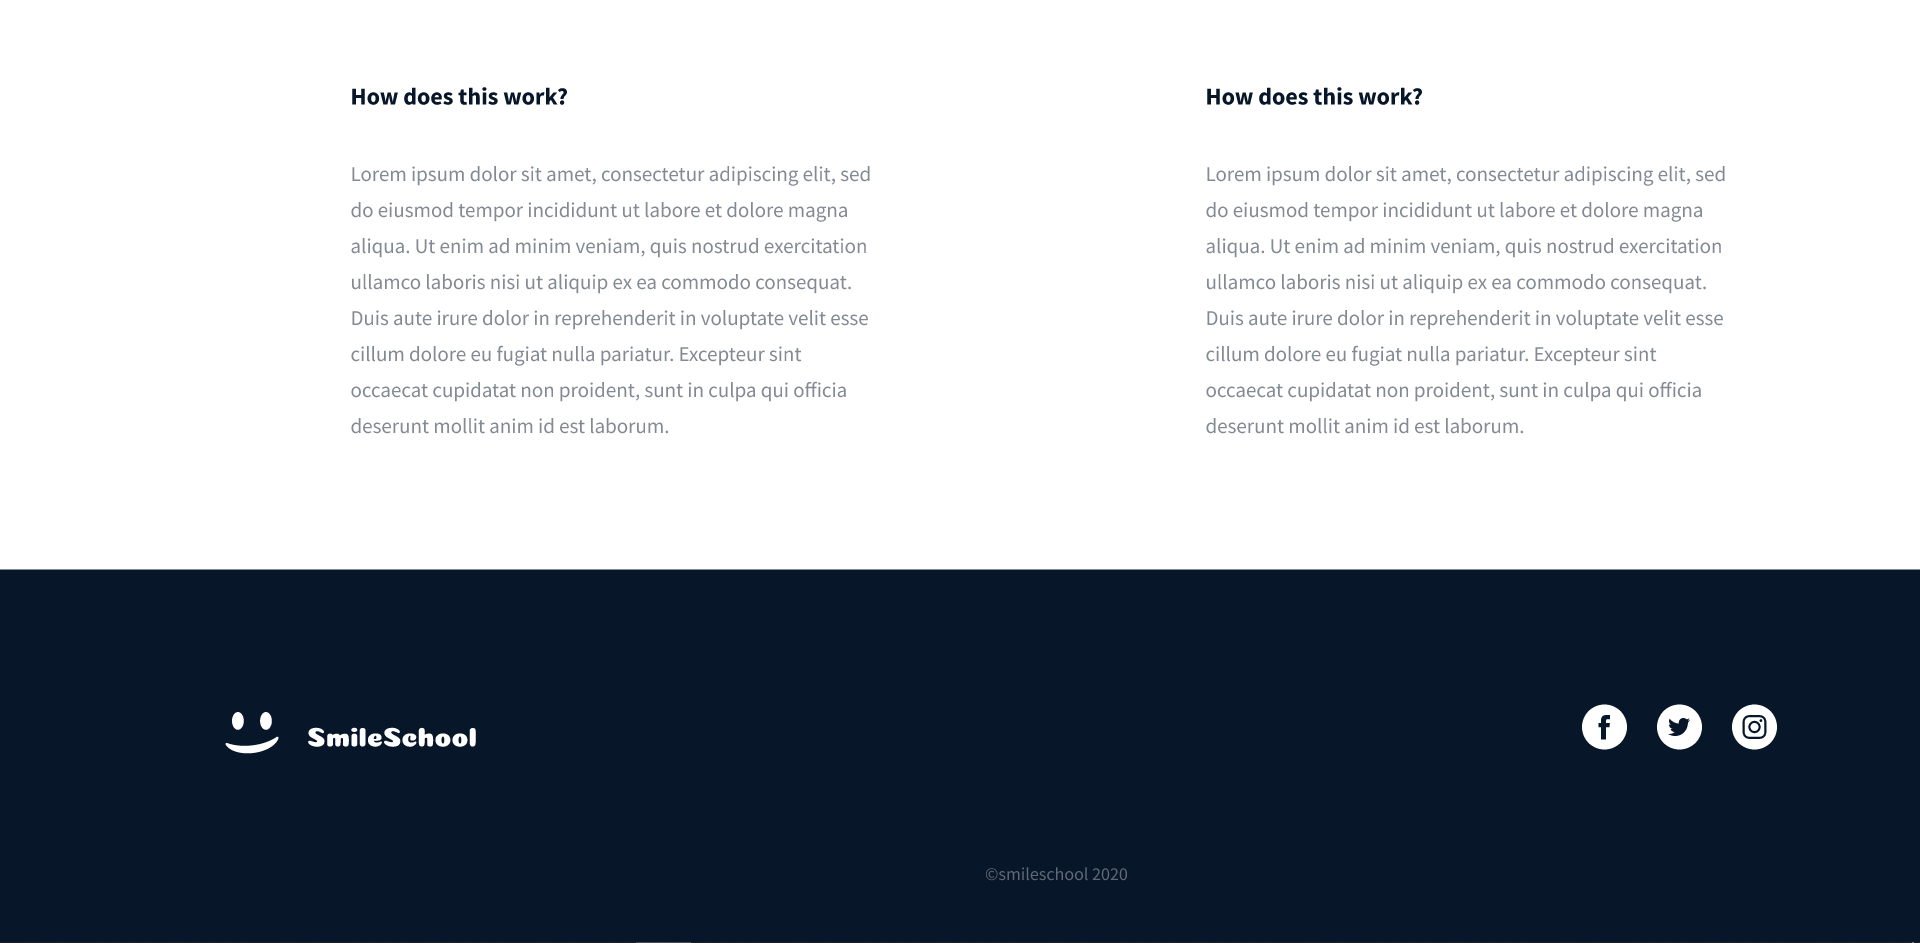 How does this work?
Lorem ipsum dolor sit amet, consectetur adipiscing elit, sed
do eiusmod tempor incididunt ut labore et dolore magna
aliqua. Ut enim ad minim veniam, quis nostrud exercitation
ullamco laboris nisi ut aliquip ex ea commodo consequat.
Duis aute irure dolor in reprehenderit in voluptate velit esse
cillum dolore eu fugiat nulla pariatur. Excepteur sint
occaecat cupidatat non proident, sunt in culpa qui officia
deserunt mollit anim id est laborum.
How does this work?
Lorem ipsum dolor sit amet, consectetur adipiscing elit, sed
do eiusmod tempor incididunt ut labore et dolore magna
aliqua. Ut enim ad minim veniam, quis nostrud exercitation
ullamco laboris nisi ut aliquip ex ea commodo consequat.
Duis aute irure dolor in reprehenderit in voluptate velit esse
cillum dolore eu fugiat nulla pariatur. Excepteur sint
occaecat cupidatat non proident, sunt in culpa qui officia
deserunt mollit anim id est laborum.
SmileSchool
©smileschool 2020